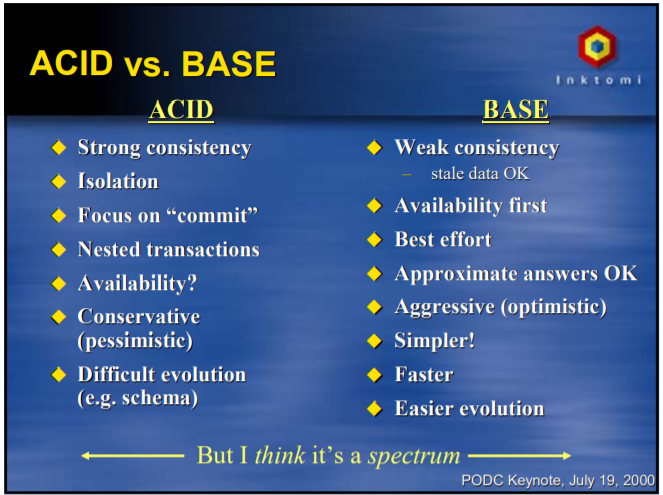 ACID vs. BASE
Inktomi
ACID
Strong consistency
Isolation
Focus on “commit”
Nested transactions
Availability?
Conservative
(pessimistic)
Difficult evolution
(e.g. schema)
BASE
Weak consistency
– stale data OK
Availability first
Best effort
Approximate answers OK
Aggressive (optimistic)
Simpler!
Faster
Easier evolution
But I think it’s a spectrum
PODC Keynote, July 19, 2000